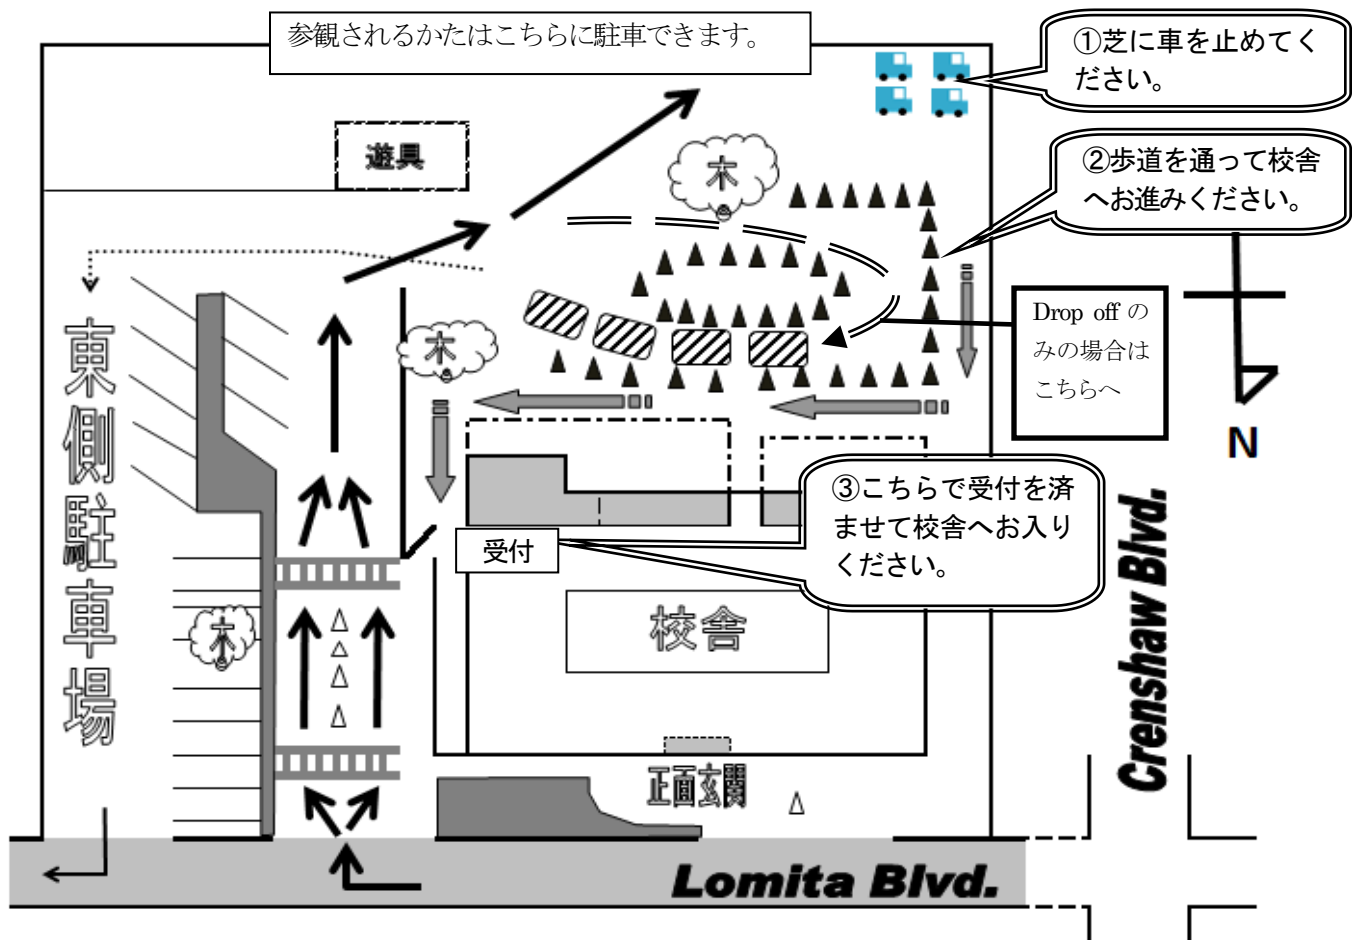 参観されるかたはこちらに駐車できます。
①芝に車を止めてく
ださい。
遊具
木
②歩道を通って校舎
へお進みください。
Drop off の
みの場合は
こちらへ
N
木
東側駐車場
③こちらで受付を済
ませて校舎へお入り
ください。
受付
校舎
木
正面玄関
Crenshaw Blvd.
Lomita Blvd.